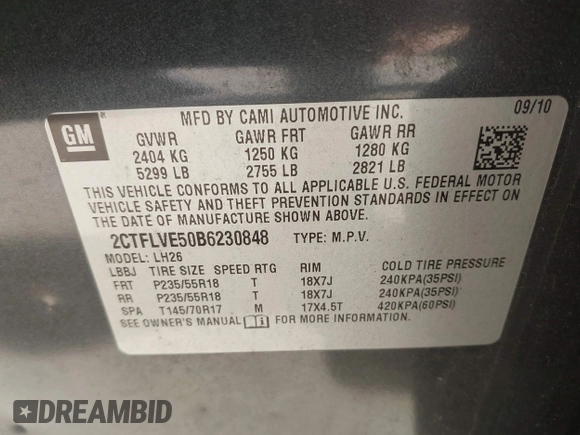 GM
MFD BY CAMI AUTOMOTIVE INC. 09/10
GVWR GAWR FRT GAWR RR
2404 KG 1250 KG 1280 KG
5299 LB 2755 LB 2821 LB
THIS VEHICLE CONFORMS TO ALL APPLICABLE U.S. FEDERAL MOTOR
VEHICLE SAFETY AND THEFT PREVENTION STANDARDS IN EFFECT ON
THE DATE OF MANUFACTURE SHOWN ABOVE.
2CTFLVE50B6230848 TYPE: M.P.V.
MODEL: LH26
LBBJ TIRE SIZE SPEED RTG RIM COLD TIRE PRESSURE
FRT P235/55R18 T 18X7J 240KPA(35PSI)
RR P235/55R18 T 18X7J 240KPA(35PSI)
SPA T145/70R17 M 17X4.5T 420KPA(60PSI)
SEE OWNER'S MANUAL FOR MORE INFORMATION.
DREAMBID